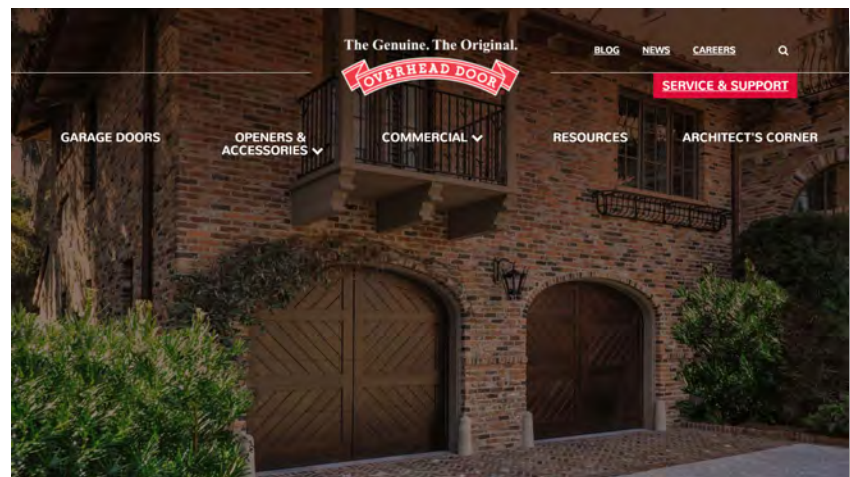 The Genuine. The Original.
OVERHEAD DOOR
BLOG NEWS CAREERS
SERVICE & SUPPORT
GARAGE DOORS OPENERS & COMMERCIAL RESOURCES ARCHITECT'S CORNER
ACCESSORIES